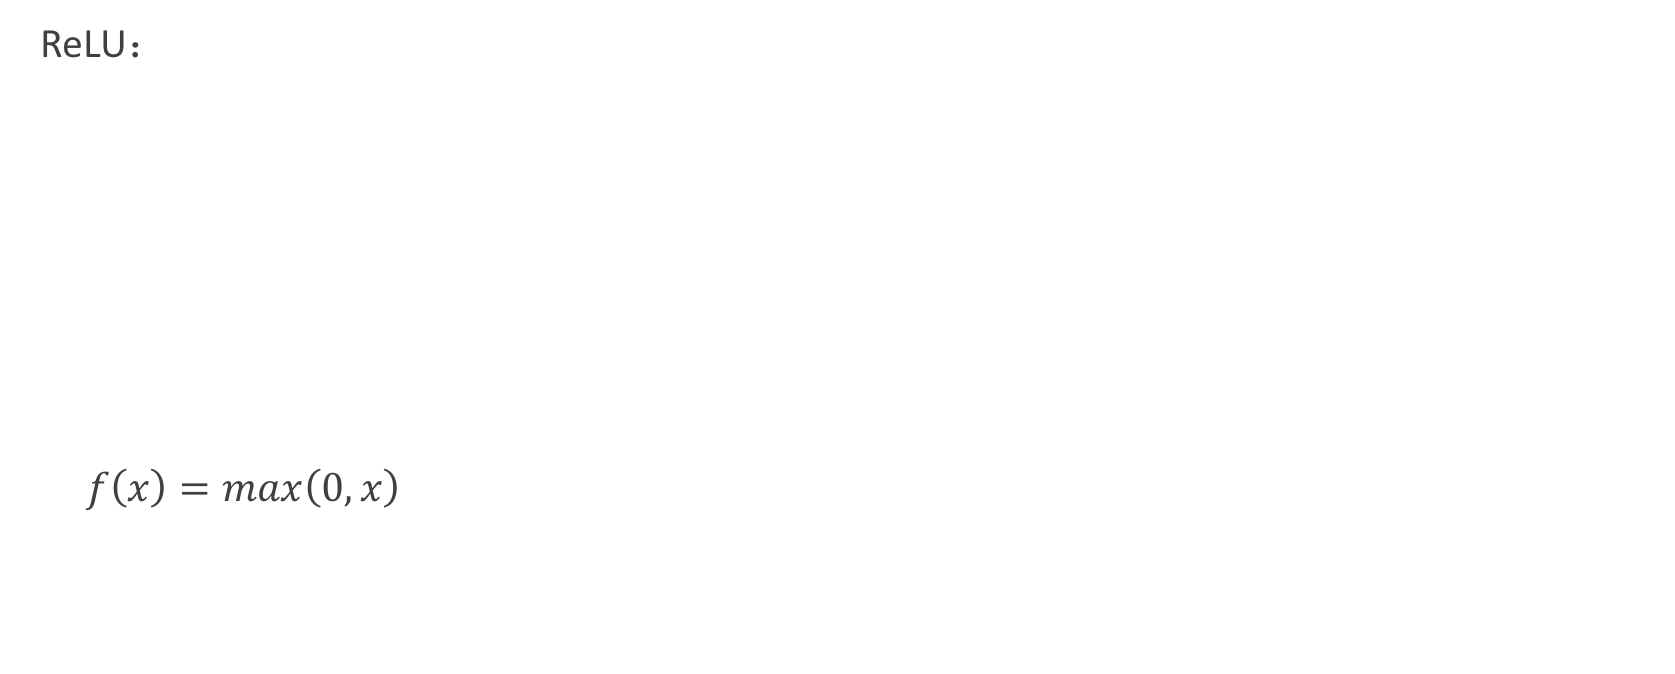 ReLU：
f(x) = max(0, x)